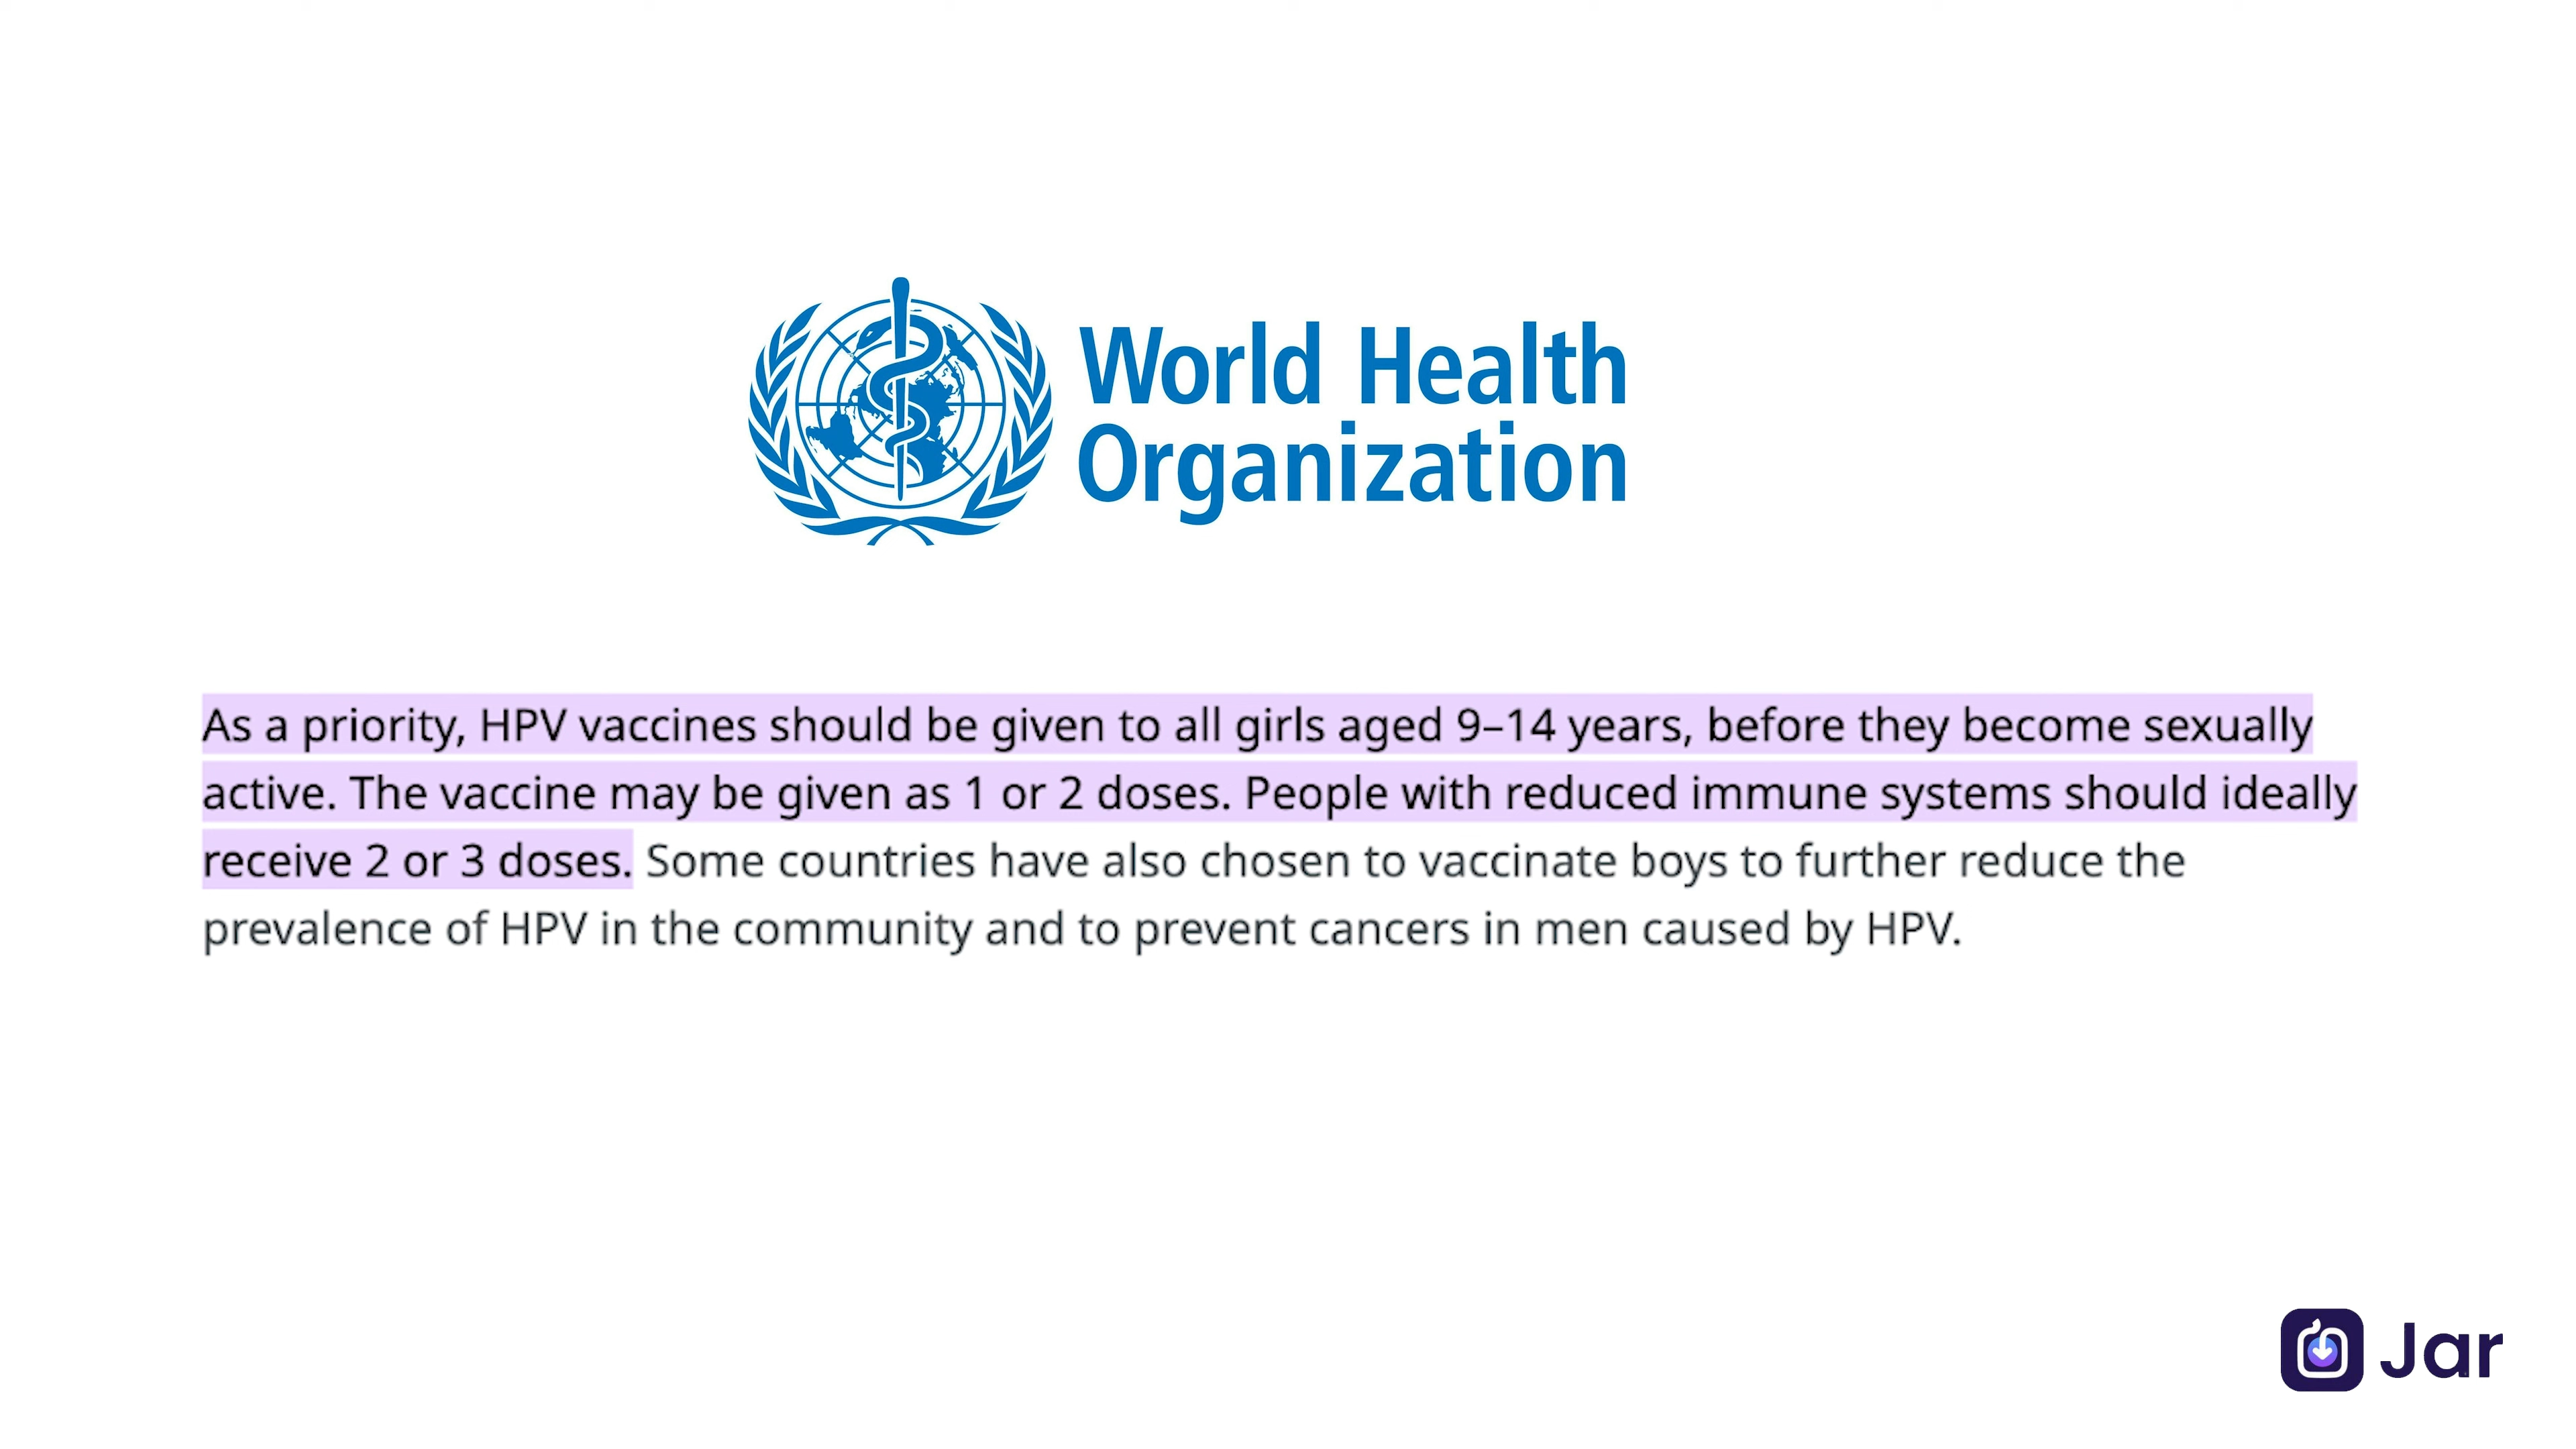 World Health
Organization
As a priority, HPV vaccines should be given to all girls aged 9–14 years, before they become sexually
active. The vaccine may be given as 1 or 2 doses. People with reduced immune systems should ideally
receive 2 or 3 doses. Some countries have also chosen to vaccinate boys to further reduce the
prevalence of HPV in the community and to prevent cancers in men caused by HPV.
Jar